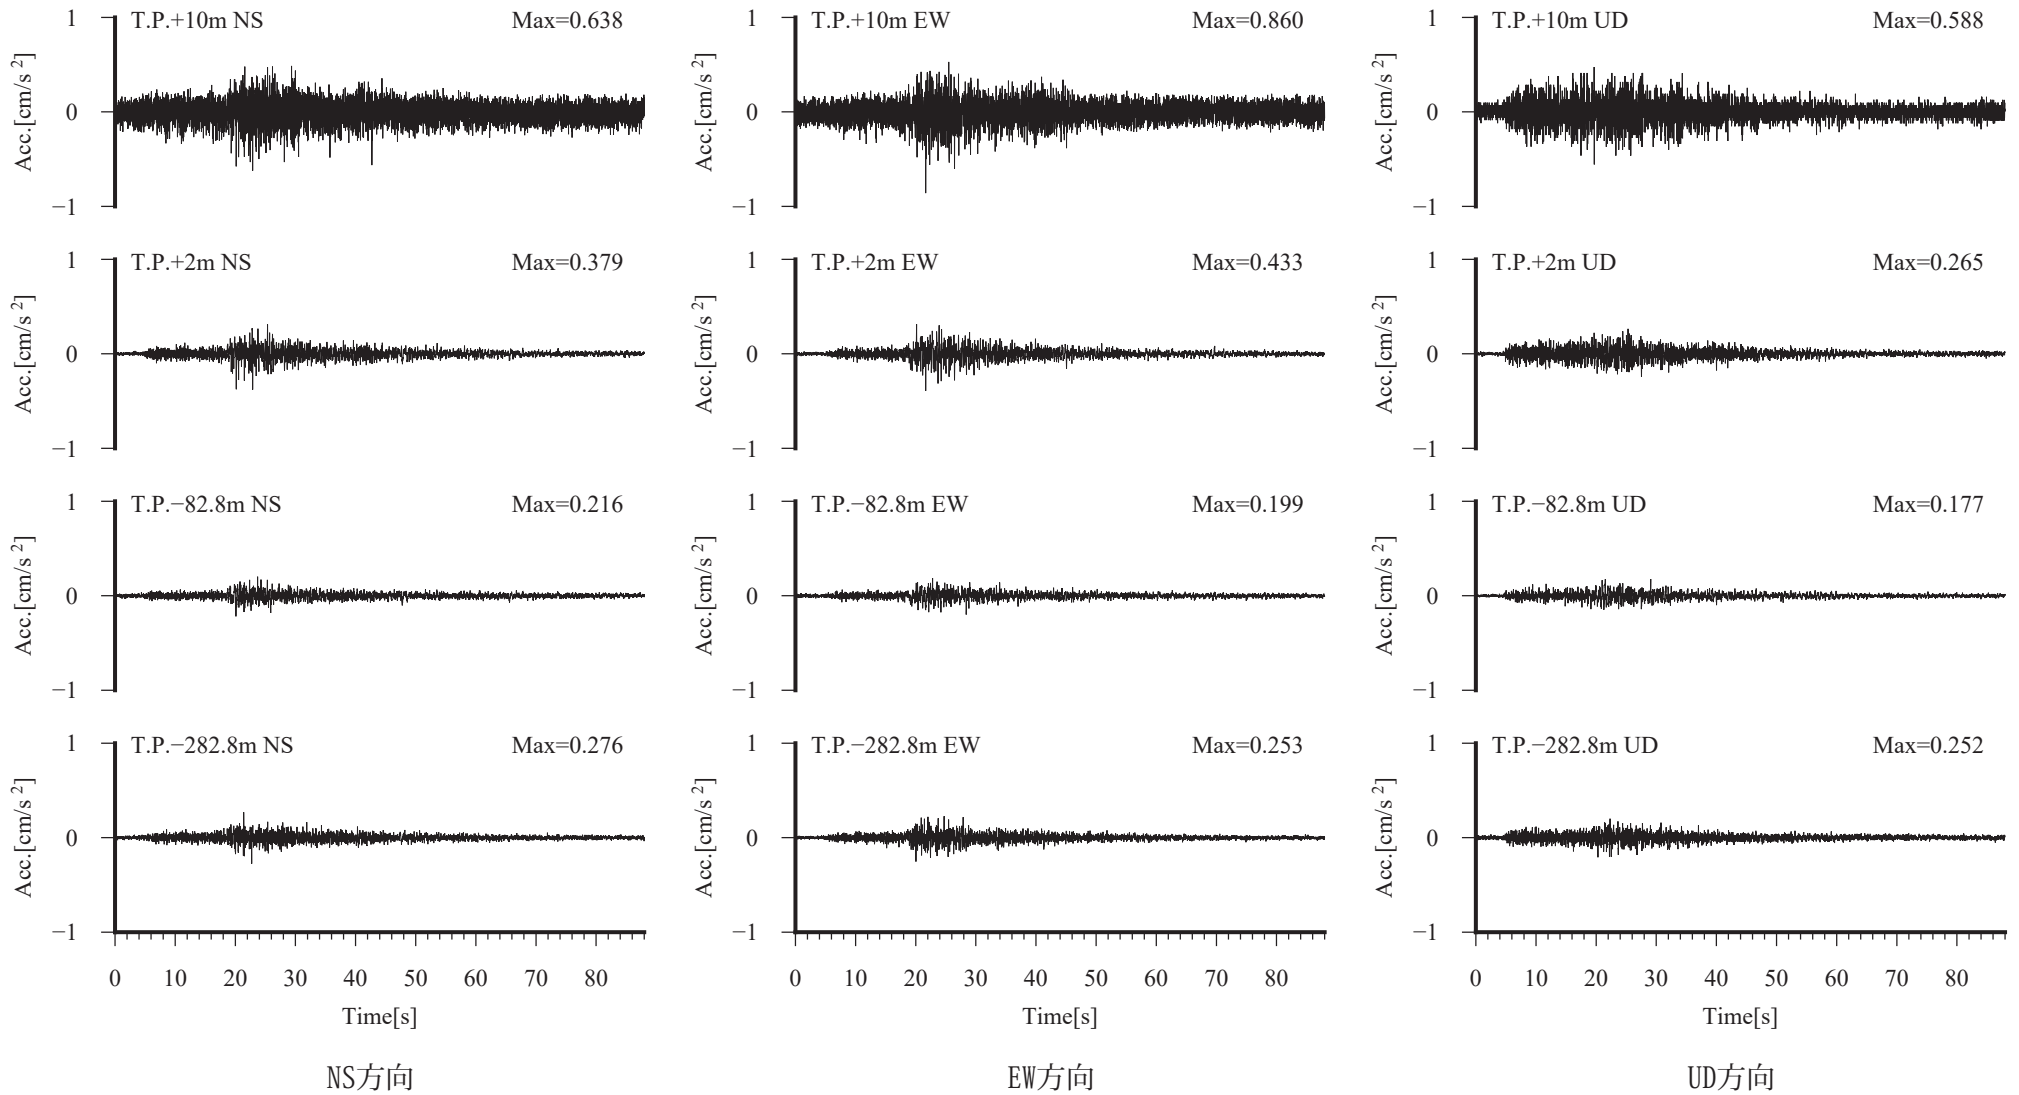 T.P.+10m NS Max=0.638
1
0
−1
Acc.[cm/s²]
T.P.+2m NS Max=0.379
1
0
−1
Acc.[cm/s²]
T.P.−82.8m NS Max=0.216
1
0
−1
Acc.[cm/s²]
T.P.−282.8m NS Max=0.276
1
0
−1
Acc.[cm/s²]
0 10 20 30 40 50 60 70 80
Time[s]
NS方向
T.P.+10m EW Max=0.860
1
0
−1
Acc.[cm/s²]
T.P.+2m EW Max=0.433
1
0
−1
Acc.[cm/s²]
T.P.−82.8m EW Max=0.199
1
0
−1
Acc.[cm/s²]
T.P.−282.8m EW Max=0.253
1
0
−1
Acc.[cm/s²]
0 10 20 30 40 50 60 70 80
Time[s]
EW方向
T.P.+10m UD Max=0.588
1
0
−1
Acc.[cm/s²]
T.P.+2m UD Max=0.265
1
0
−1
Acc.[cm/s²]
T.P.−82.8m UD Max=0.177
1
0
−1
Acc.[cm/s²]
T.P.−282.8m UD Max=0.252
1
0
−1
Acc.[cm/s²]
0 10 20 30 40 50 60 70 80
Time[s]
UD方向